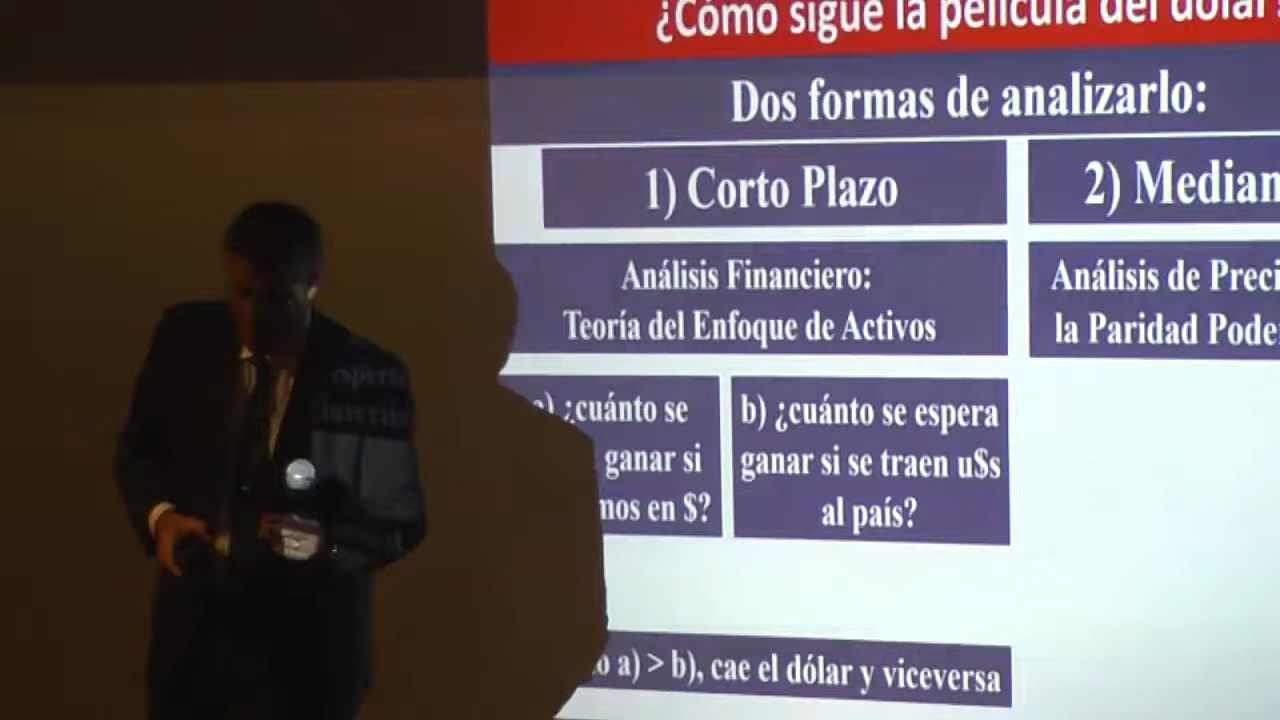 ¿Cómo sigue la película del dólar?
Dos formas de analizarlo:
1) Corto Plazo
2) Median
Análisis Financiero:
Teoría del Enfoque de Activos
Análisis de Preci
la Paridad Pode
¿cuánto se
ganar si
mos en $?
b) ¿cuánto se espera
ganar si se traen u$s
al país?
o a) > b), cae el dólar y viceversa